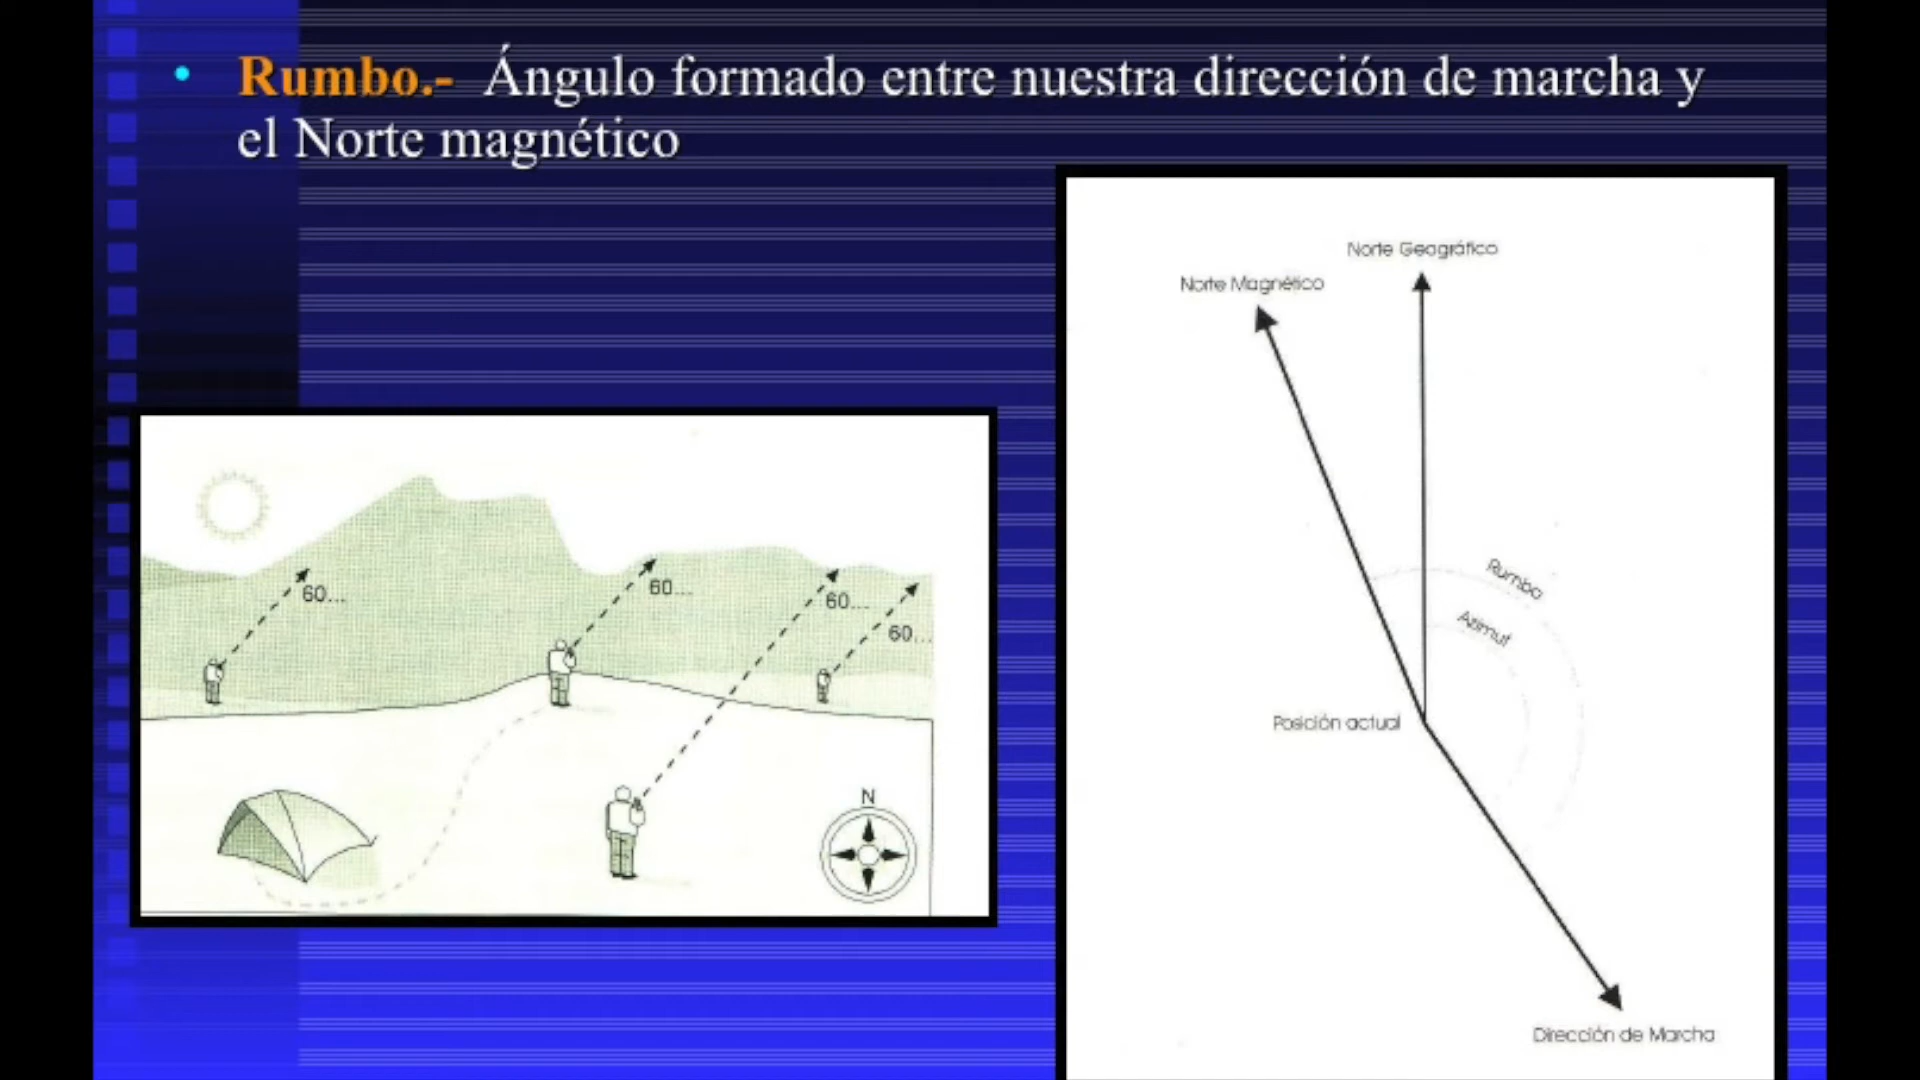 • Rumbo.- Ángulo formado entre nuestra dirección de marcha y
el Norte magnético
Norte Geográfico
Norte Magnético
Rumbo
Azimut
Posición actual
Dirección de Marcha
60...
60...
60...
60...
N